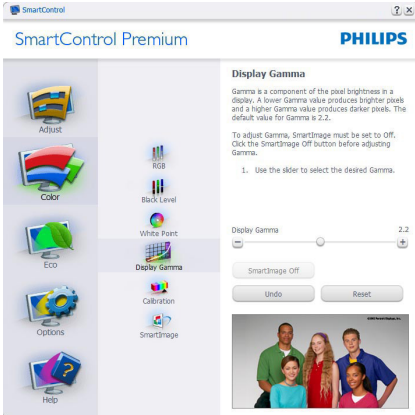 SmartControl
SmartControl Premium
PHILIPS
Adjust
Color
Eco
Options
Help
RGB
Black Level
White Point
Display Gamma
Calibration
SmartImage
Display Gamma
Gamma is a component of the pixel brightness in a
display. A lower Gamma value produces brighter pixels
and a higher Gamma value produces darker pixels. The
default value for Gamma is 2.2.
To adjust Gamma, SmartImage must be set to Off.
Click the SmartImage Off button before adjusting
Gamma.
1. Use the slider to select the desired Gamma.
Display Gamma 2.2
SmartImage Off
Undo Reset